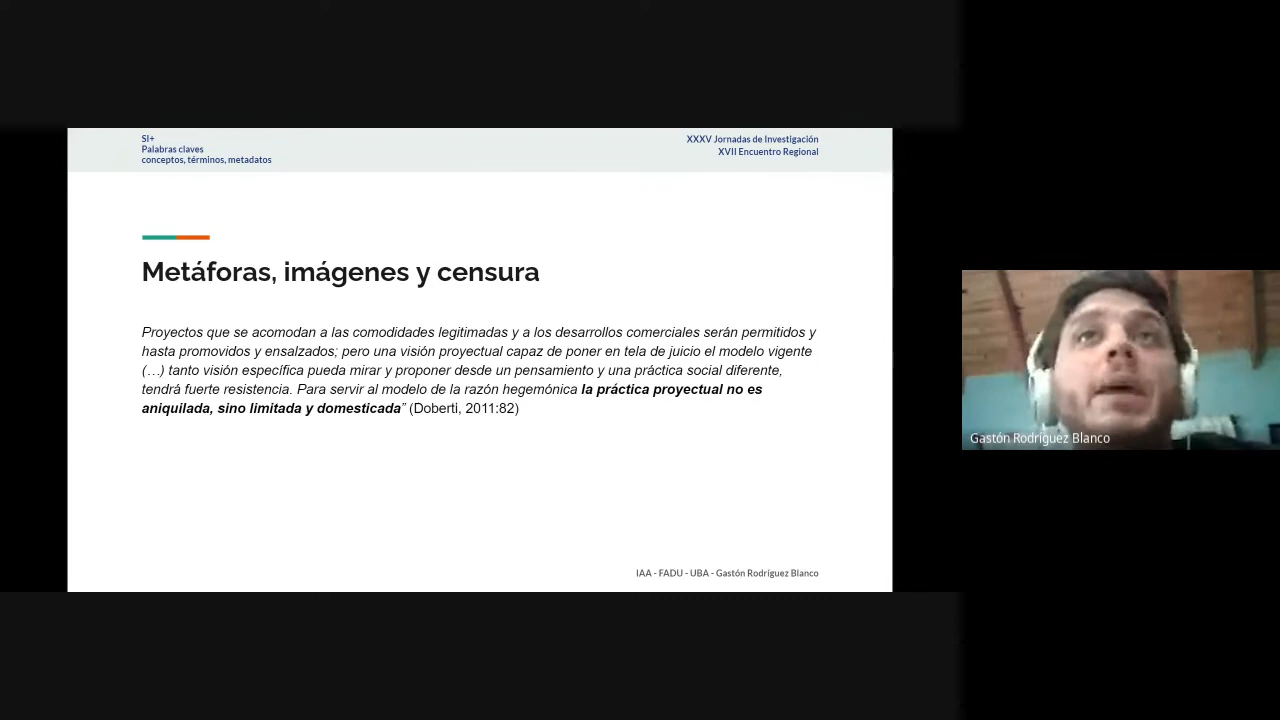 SI+
Palabras claves
conceptos, términos, metadatos
XXXV Jornadas de Investigación
XVII Encuentro Regional
Metáforas, imágenes y censura
Proyectos que se acomodan a las comodidades legitimadas y a los desarrollos comerciales serán permitidos y
hasta promovidos y ensalzados; pero una visión proyectual capaz de poner en tela de juicio el modelo vigente
(…) tanto visión específica pueda mirar y proponer desde un pensamiento y una práctica social diferente,
tendrá fuerte resistencia. Para servir al modelo de la razón hegemónica la práctica proyectual no es
aniquilada, sino limitada y domesticada” (Doberti, 2011:82)
IAA - FADU - UBA - Gastón Rodríguez Blanco
Gastón Rodríguez Blanco